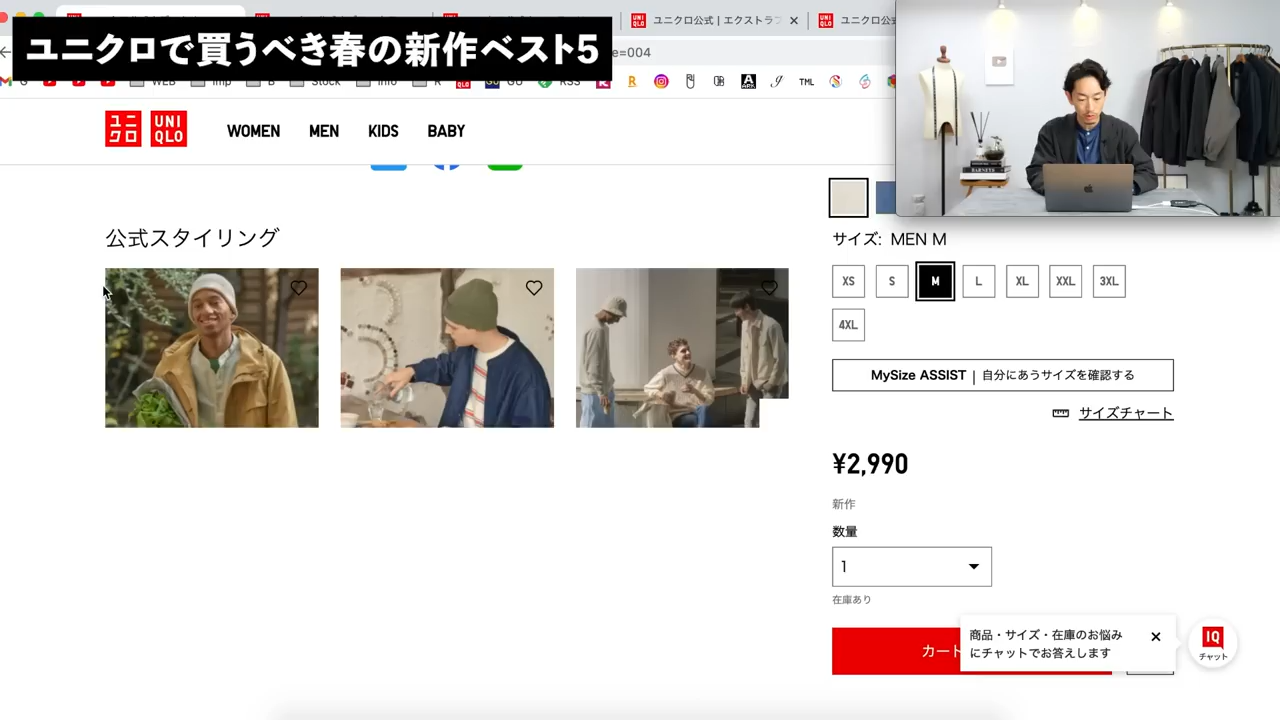 ユニクロで買うべき春の新作ベスト5
ユニクロ公式 | エクストラフ
ユニクロ公式
e=004
WEB
Imp
B
Stock
Info
R
GU
RSS
TML
ユニクロ
UNIQLO
WOMEN
MEN
KIDS
BABY
公式スタイリング
サイズ: MEN M
XS
S
M
L
XL
XXL
3XL
4XL
MySize ASSIST | 自分にあうサイズを確認する
サイズチャート
¥2,990
新作
数量
1
在庫あり
カート
商品・サイズ・在庫のお悩み
にチャットでお答えします
IQ
チャット